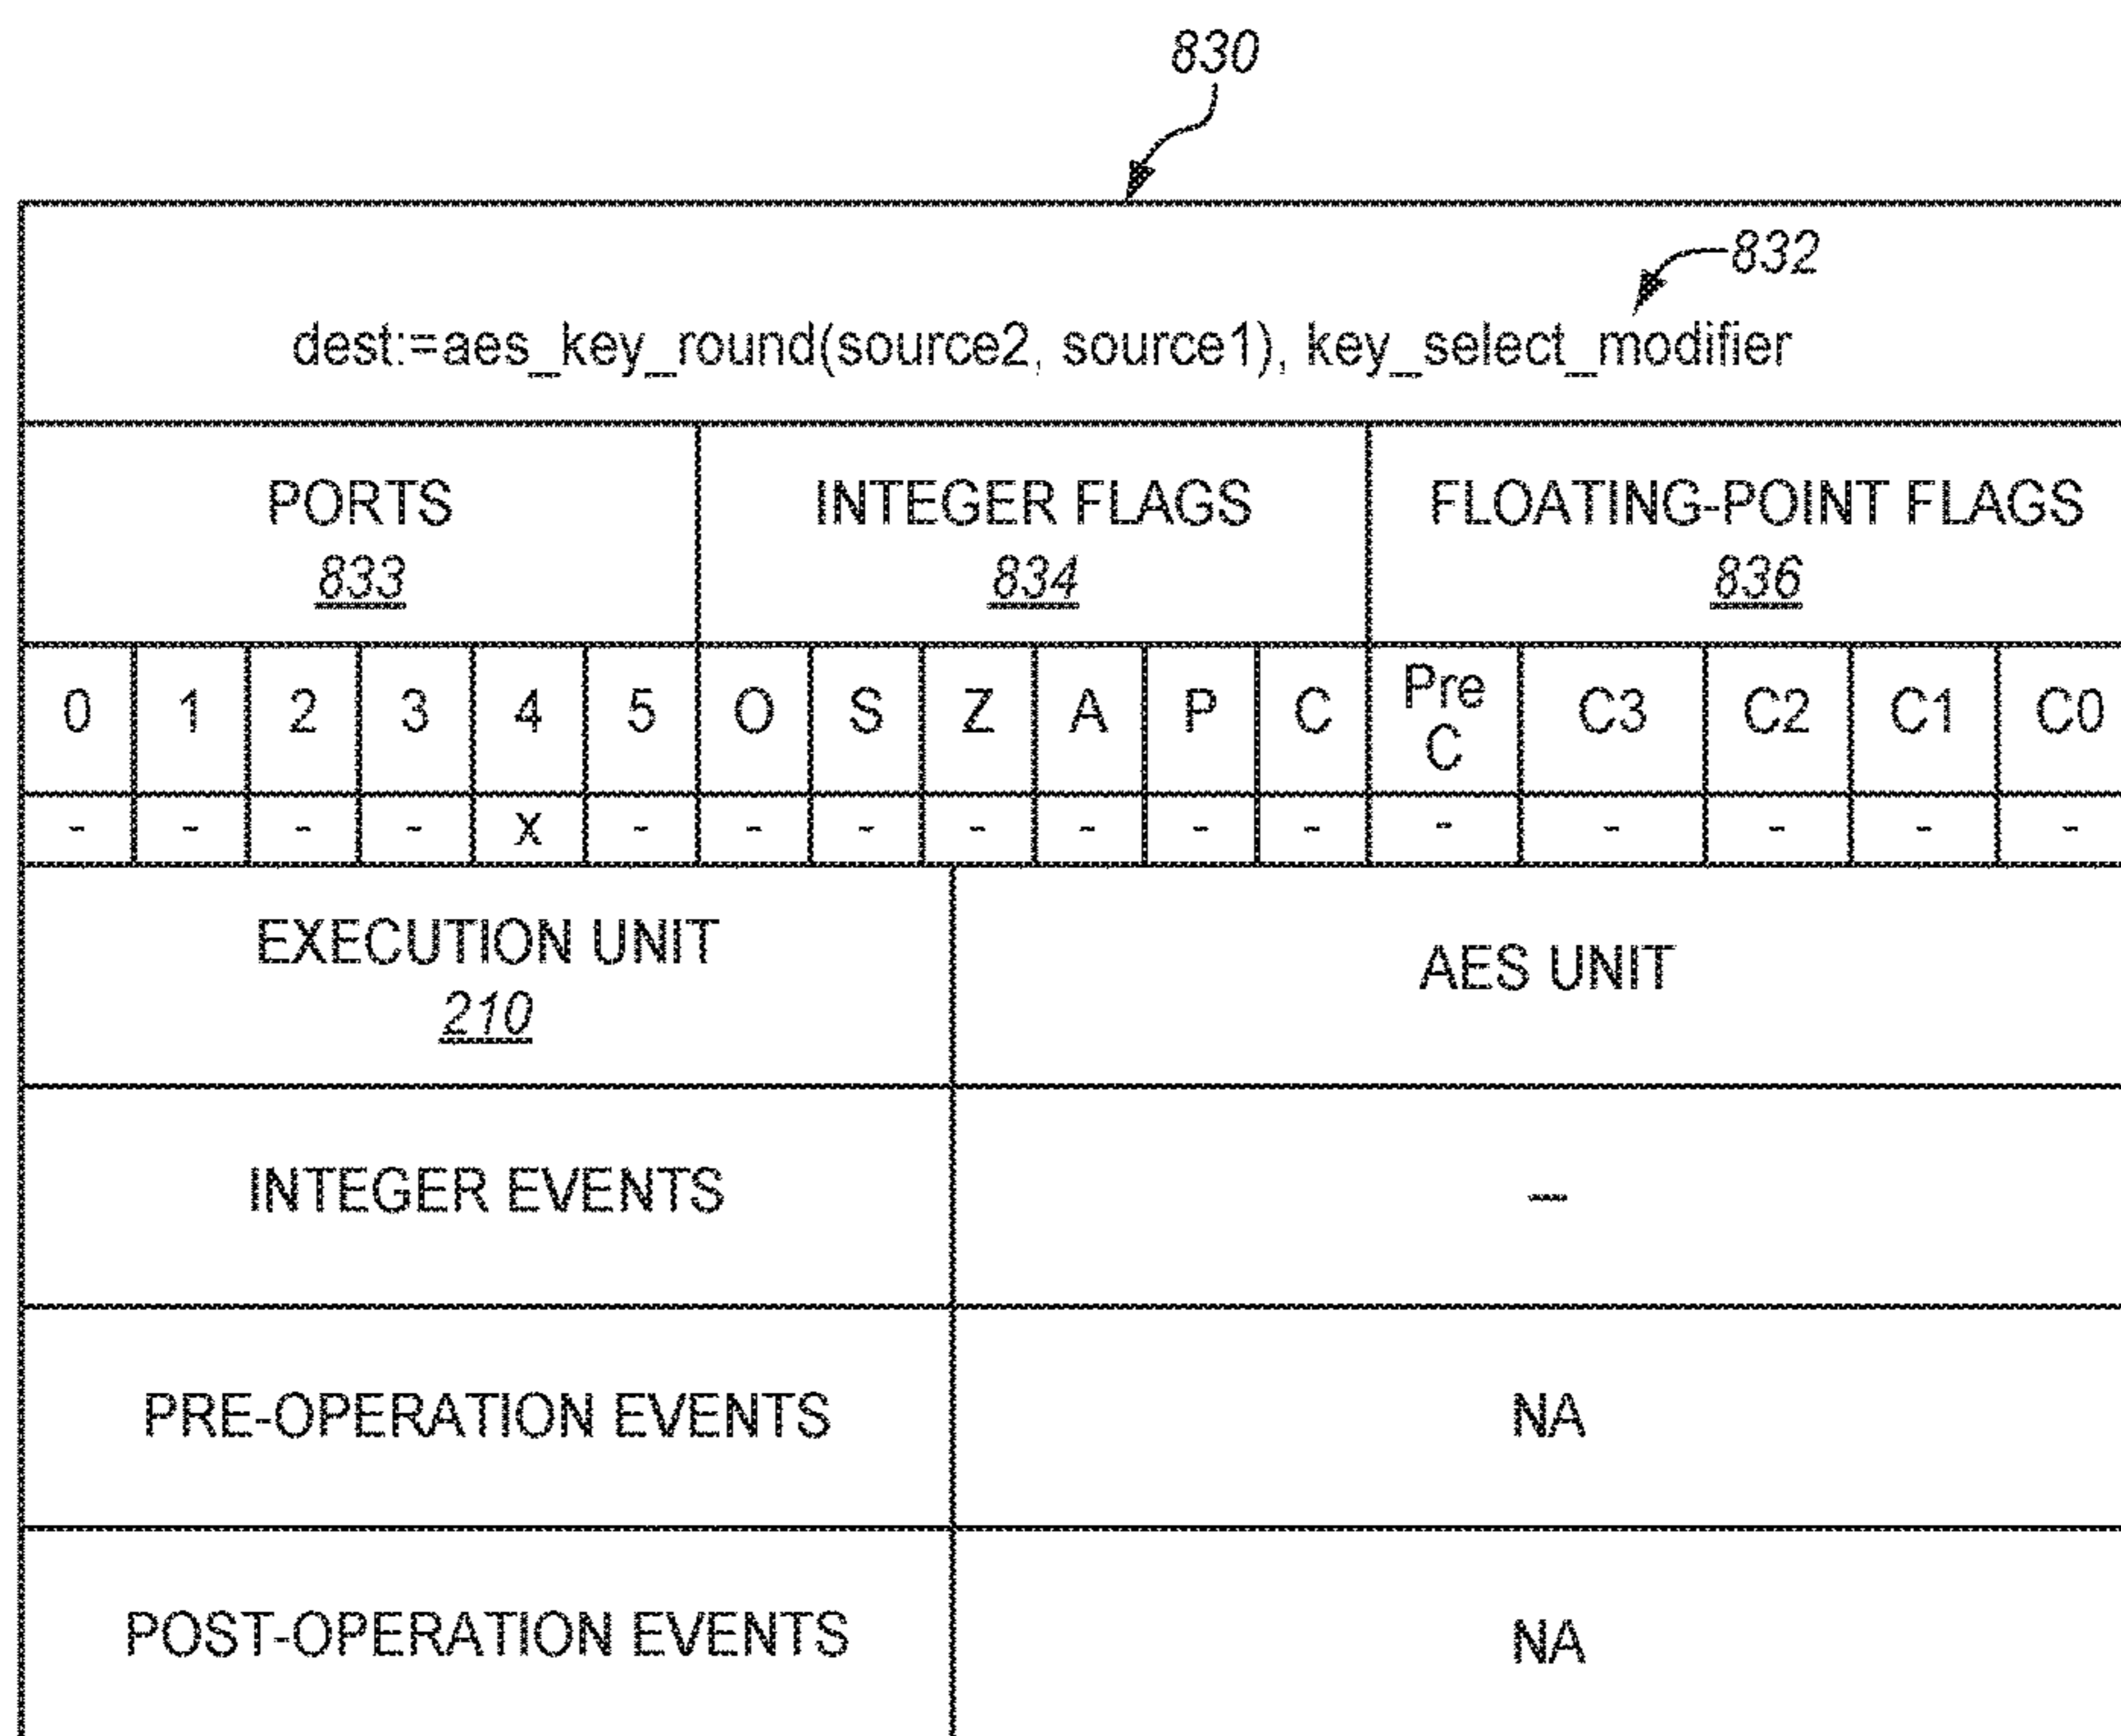 830
832
dest:=aes_key_round(source2, source1), key_select_modifier
PORTS INTEGER FLAGS FLOATING-POINT FLAGS
833 834 836
0 1 2 3 4 5 O S Z A P C Pre C C3 C2 C1 C0
- - - - x - - - - - - - - - - - -
EXECUTION UNIT AES UNIT
210
INTEGER EVENTS —
PRE-OPERATION EVENTS NA
POST-OPERATION EVENTS NA